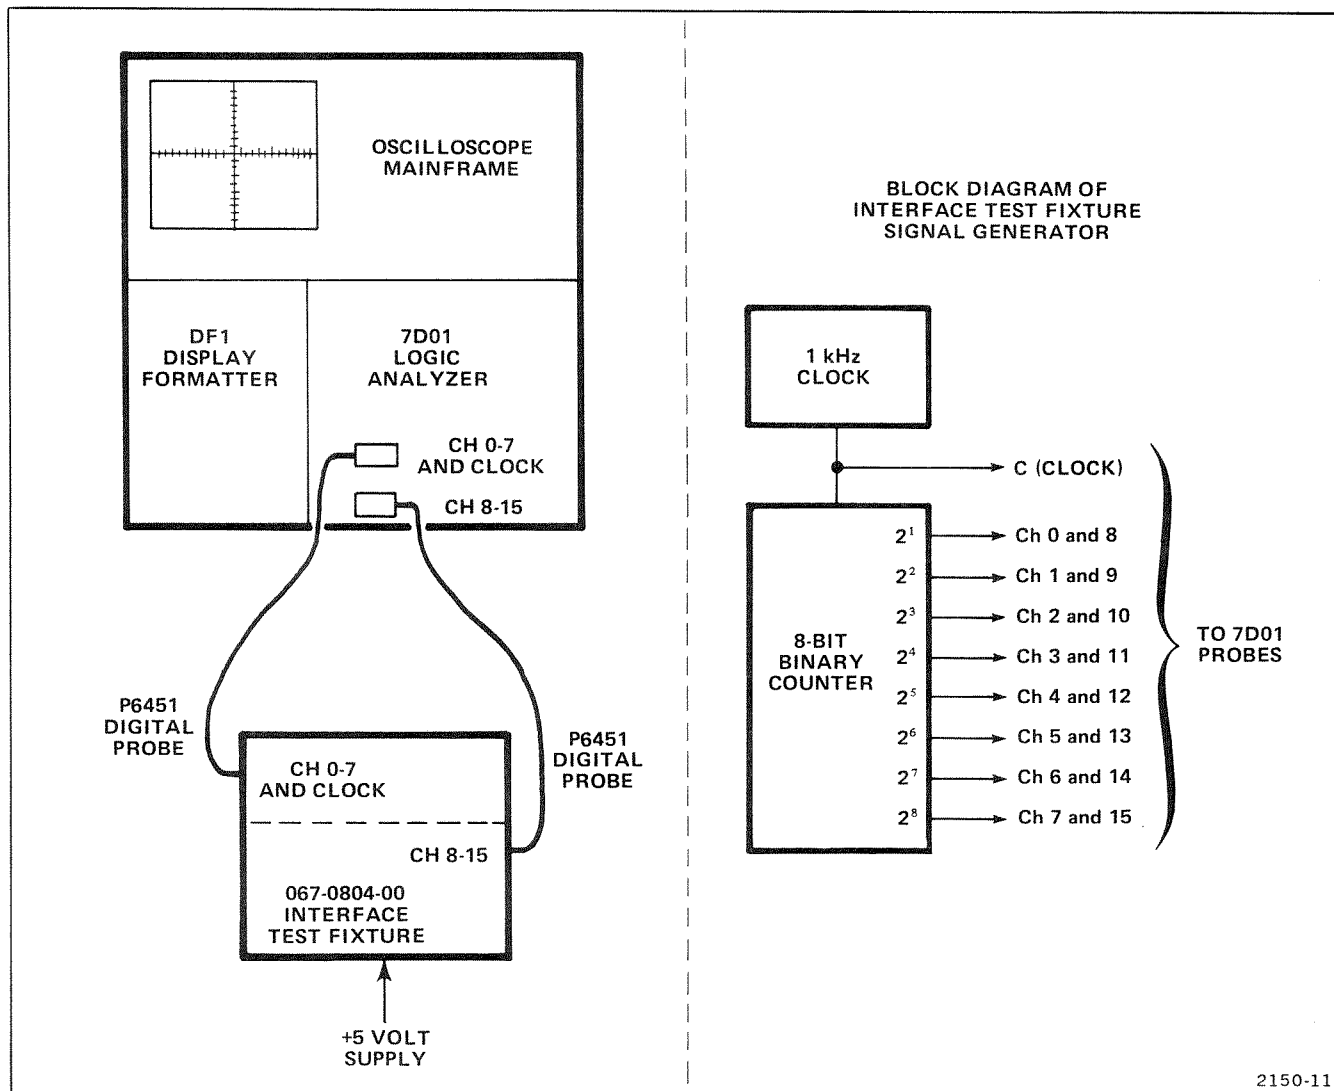 OSCILLOSCOPE
MAINFRAME
DF1
DISPLAY
FORMATTER
7D01
LOGIC
ANALYZER
CH 0-7
AND CLOCK
CH 8-15
P6451
DIGITAL
PROBE
P6451
DIGITAL
PROBE
CH 0-7
AND CLOCK
CH 8-15
067-0804-00
INTERFACE
TEST FIXTURE
+5 VOLT
SUPPLY
BLOCK DIAGRAM OF
INTERFACE TEST FIXTURE
SIGNAL GENERATOR
1 kHz
CLOCK
C (CLOCK)
8-BIT
BINARY
COUNTER
2¹ Ch 0 and 8
2² Ch 1 and 9
2³ Ch 2 and 10
2⁴ Ch 3 and 11
2⁵ Ch 4 and 12
2⁶ Ch 5 and 13
2⁷ Ch 6 and 14
2⁸ Ch 7 and 15
TO 7D01
PROBES
2150-11